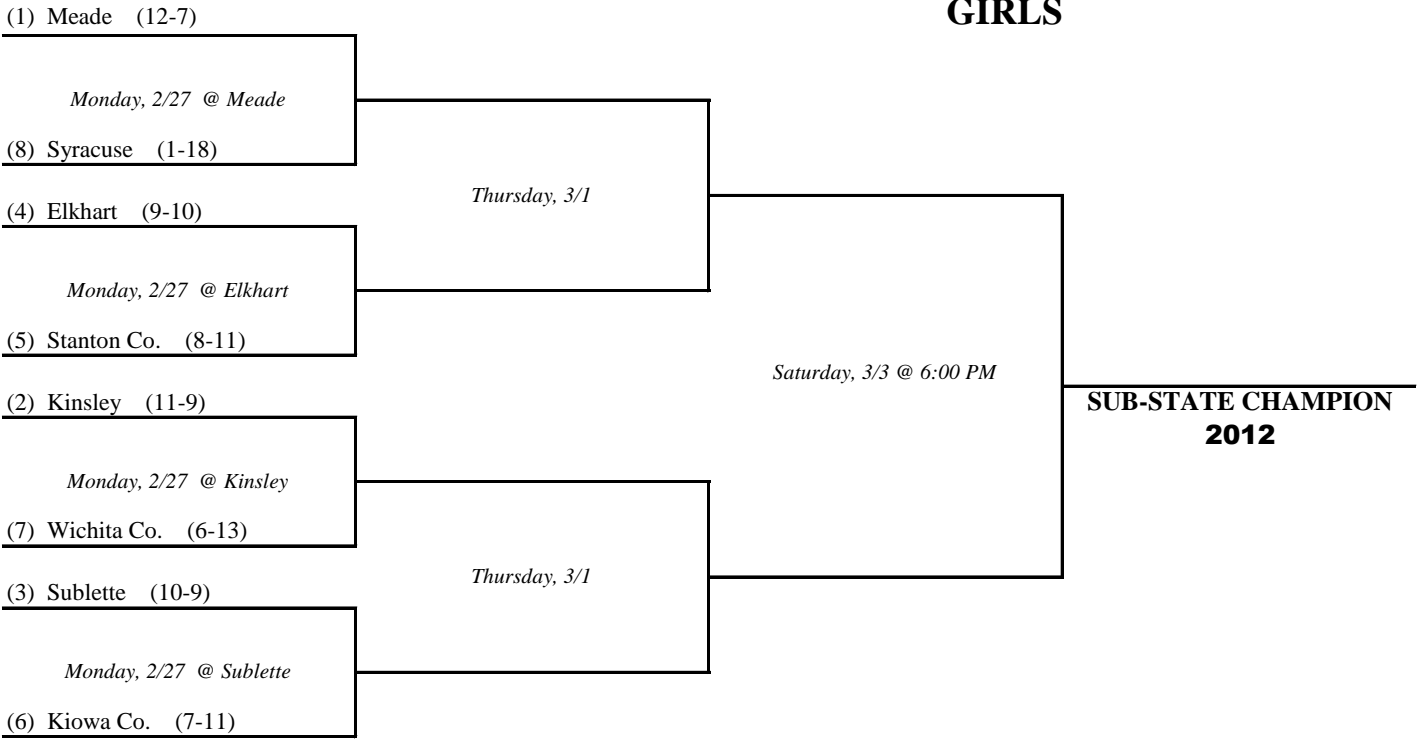 GIRLS
(1) Meade (12-7)
Monday, 2/27 @ Meade
(8) Syracuse (1-18)
Thursday, 3/1
(4) Elkhart (9-10)
Monday, 2/27 @ Elkhart
(5) Stanton Co. (8-11)
Saturday, 3/3 @ 6:00 PM
SUB-STATE CHAMPION
2012
(2) Kinsley (11-9)
Monday, 2/27 @ Kinsley
(7) Wichita Co. (6-13)
Thursday, 3/1
(3) Sublette (10-9)
Monday, 2/27 @ Sublette
(6) Kiowa Co. (7-11)